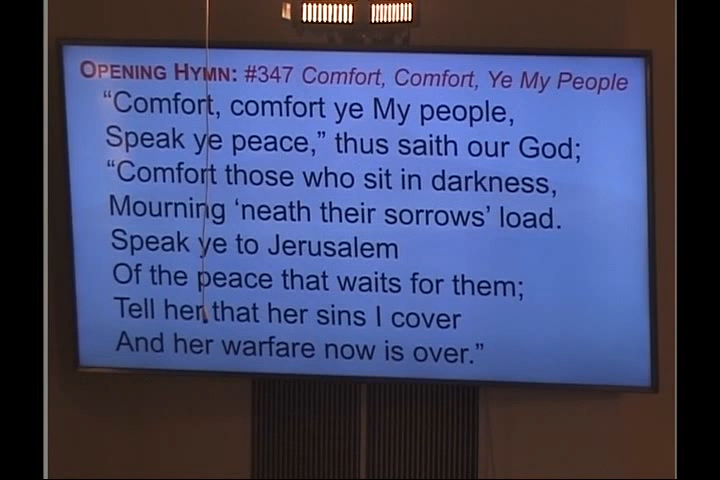 OPENING HYMN: #347 Comfort, Comfort, Ye My People
“Comfort, comfort ye My people,
Speak ye peace,” thus saith our God;
“Comfort those who sit in darkness,
Mourning ‘neath their sorrows’ load.
Speak ye to Jerusalem
Of the peace that waits for them;
Tell her that her sins I cover
And her warfare now is over.”